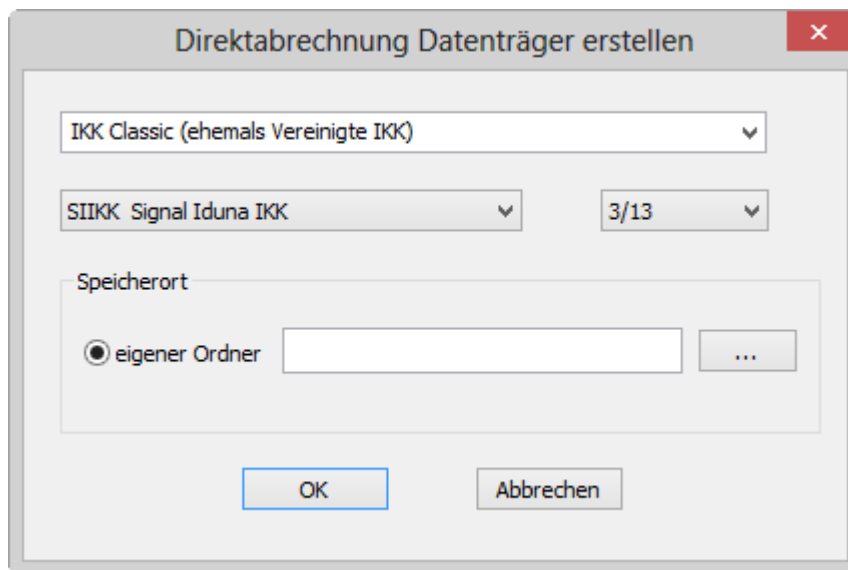 Direktabrechnung Datenträger erstellen
IKK Classic (ehemals Vereinigte IKK)
SIIKK Signal Iduna IKK 3/13
Speicherort
eigener Ordner ...
OK Abbrechen